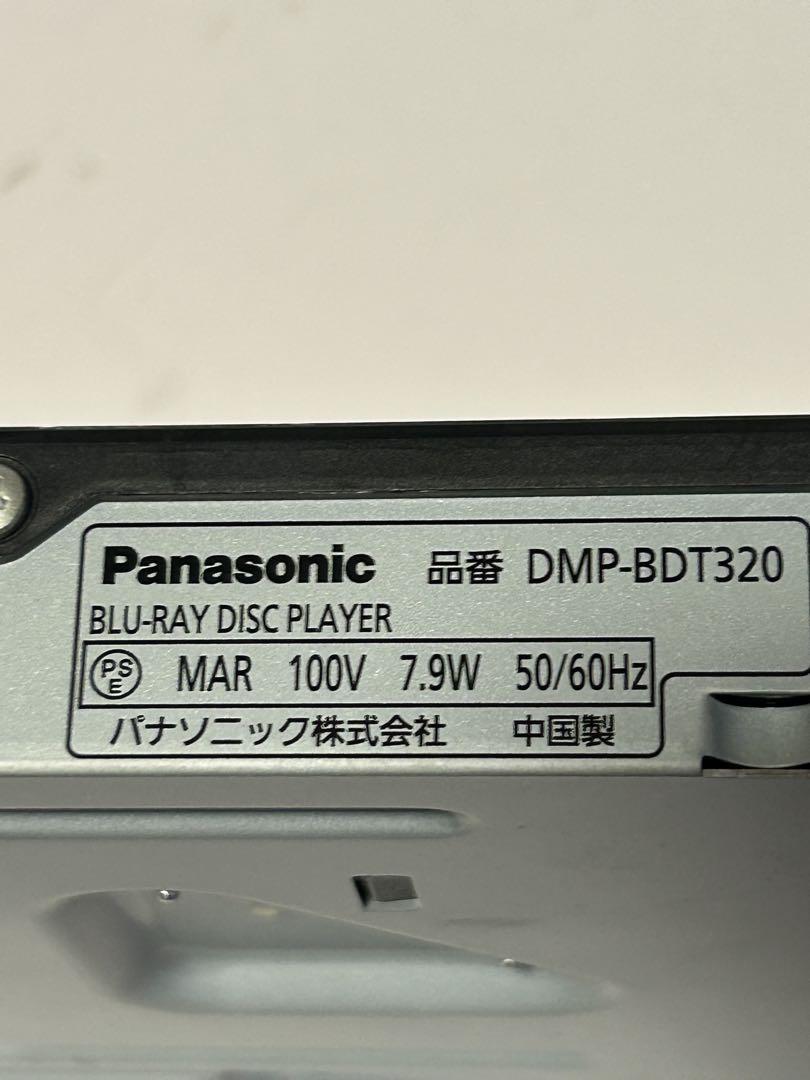 Panasonic 品番 DMP-BDT320
BLU-RAY DISC PLAYER
PS E MAR 100V 7.9W 50/60Hz
パナソニック株式会社 中国製